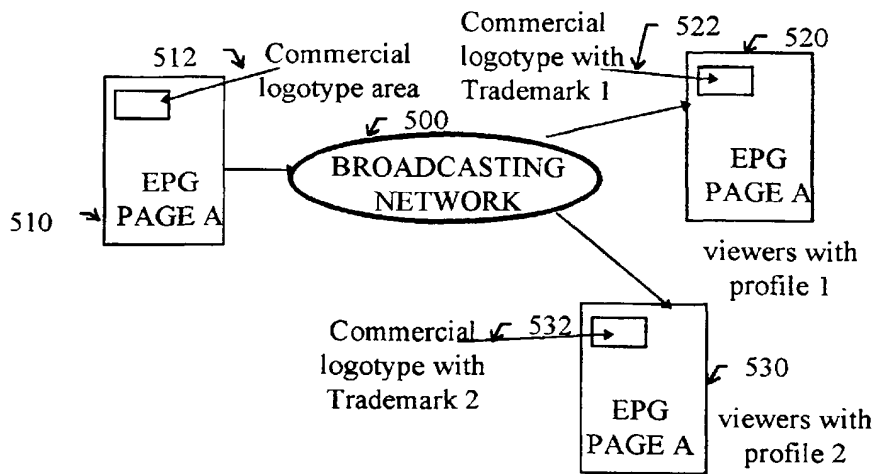 512
Commercial
logotype area
EPG
PAGE A
510
500
BROADCASTING
NETWORK
Commercial
logotype with
Trademark 1
522
520
EPG
PAGE A
viewers with
profile 1
Commercial
logotype with
Trademark 2
532
EPG
PAGE A
530
viewers with
profile 2